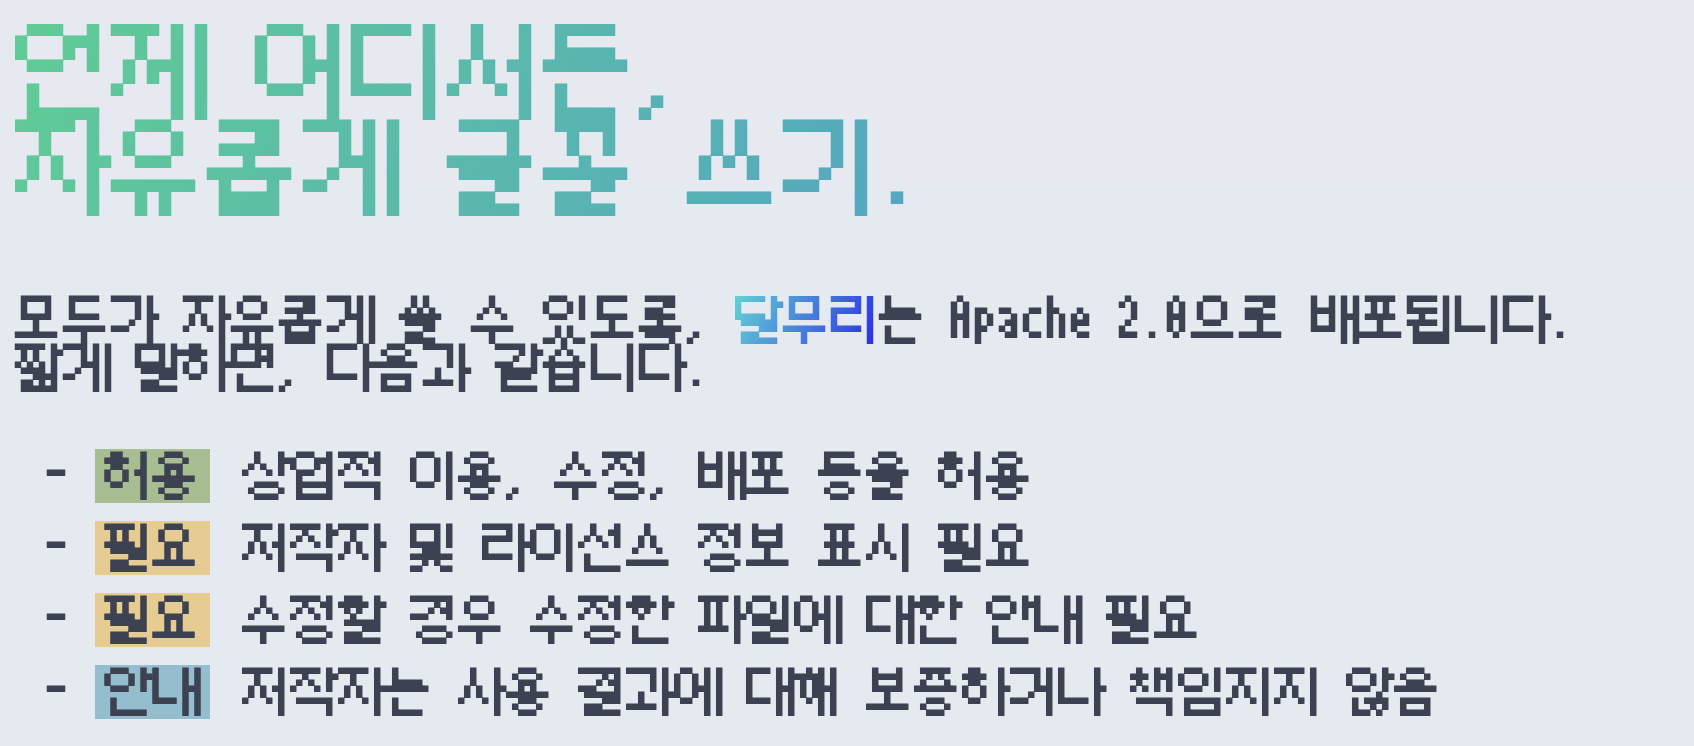 언제 어디서든,
자유롭게 글꼴 쓰기.
모두가 자유롭게 쓸 수 있도록, 달무리는 Apache 2.0으로 배포됩니다.
짧게 말하면, 다음과 같습니다.
- 허용 상업적 이용, 수정, 배포 등을 허용
- 필요 저작자 및 라이선스 정보 표시 필요
- 필요 수정할 경우 수정한 파일에 대한 안내 필요
- 안내 저작자는 사용 결과에 대해 보증하거나 책임지지 않음